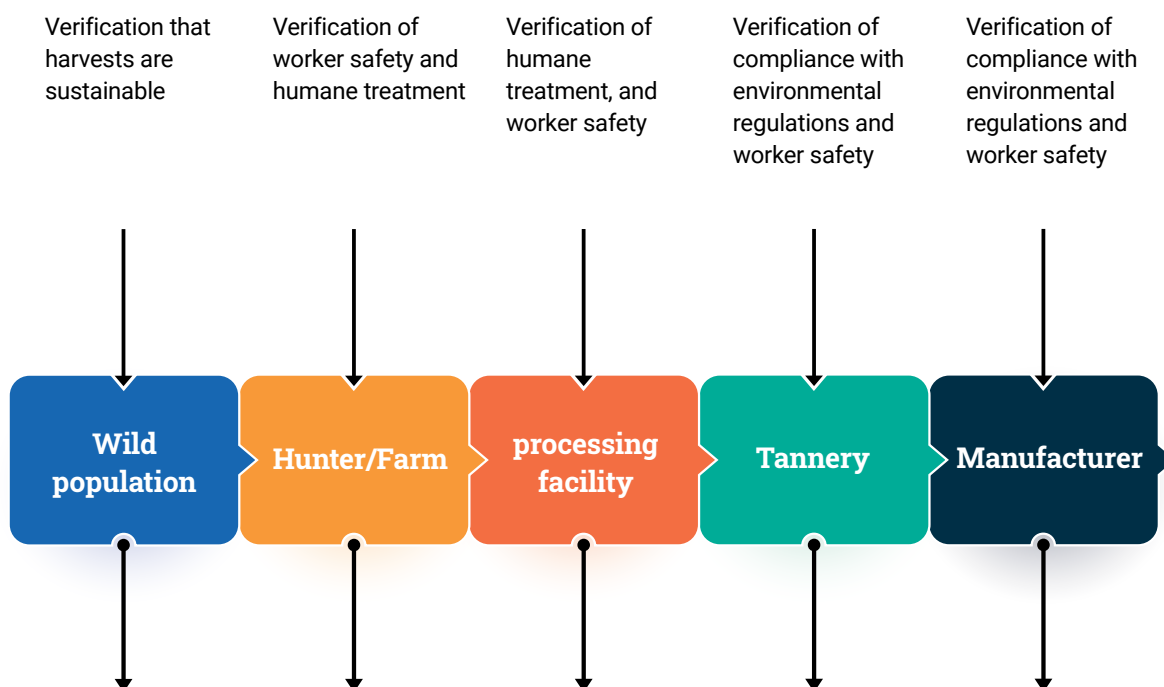 Verification that
harvests are
sustainable
Verification of
worker safety and
humane treatment
Verification of
humane
treatment, and
worker safety
Verification of
compliance with
environmental
regulations and
worker safety
Verification of
compliance with
environmental
regulations and
worker safety
Wild
population
Hunter/Farm
processing
facility
Tannery
Manufacturer